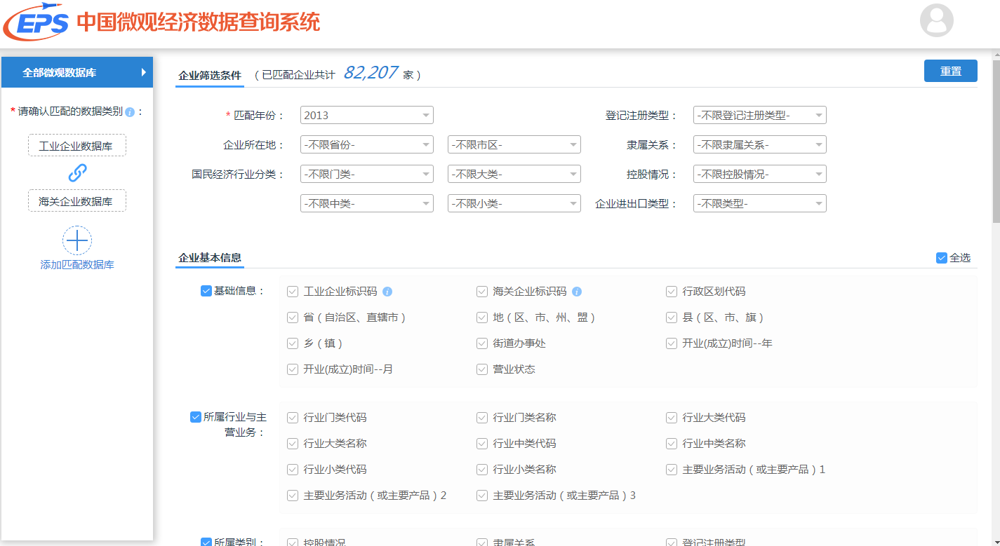 EPS 中国微观经济数据查询系统
全部微观数据库
*请确认匹配的数据类别 i：
工业企业数据库
海关企业数据库
添加匹配数据库
企业筛选条件 （已匹配企业共计 82,207 家）
重置
* 匹配年份： 2013 登记注册类型： -不限登记注册类型-
企业所在地： -不限省份- -不限市区- 隶属关系： -不限隶属关系-
国民经济行业分类： -不限门类- -不限大类- 控股情况： -不限控股情况-
-不限中类- -不限小类- 企业进出口类型： -不限类型-
企业基本信息 全选
基础信息： 工业企业标识码 i 海关企业标识码 i 行政区划代码
省（自治区、直辖市） 地（区、市、州、盟） 县（区、市、旗）
乡（镇） 街道办事处 开业(成立)时间--年
开业(成立)时间--月 营业状态
所属行业与主
营业务：
行业门类代码 行业门类名称 行业大类代码
行业大类名称 行业中类代码 行业中类名称
行业小类代码 行业小类名称 主要业务活动（或主要产品）1
主要业务活动（或主要产品）2 主要业务活动（或主要产品）3
所属类别： 控股情况 隶属关系 登记注册类型